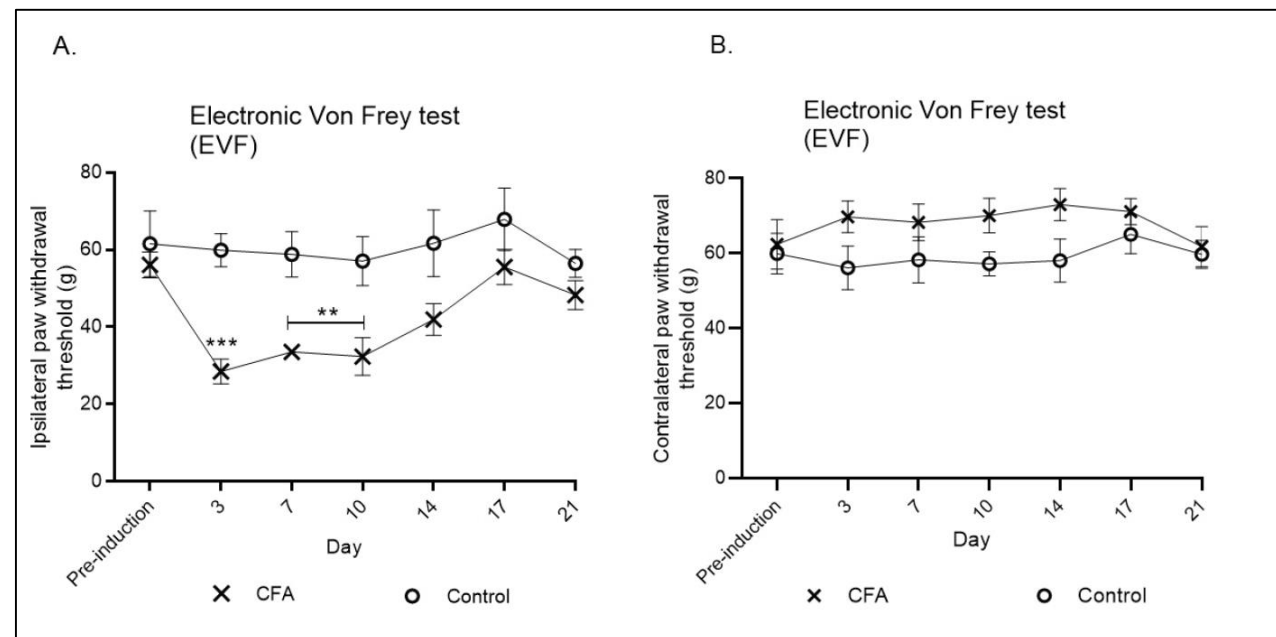 A.
Electronic Von Frey test
(EVF)
Ipsilateral paw withdrawal
threshold (g)
80
60
40
20
0
***
**
Pre-induction
3
7
10
14
17
21
Day
CFA
Control
B.
Electronic Von Frey test
(EVF)
Contralateral paw withdrawal
threshold (g)
80
60
40
20
0
Pre-induction
3
7
10
14
17
21
Day
CFA
Control